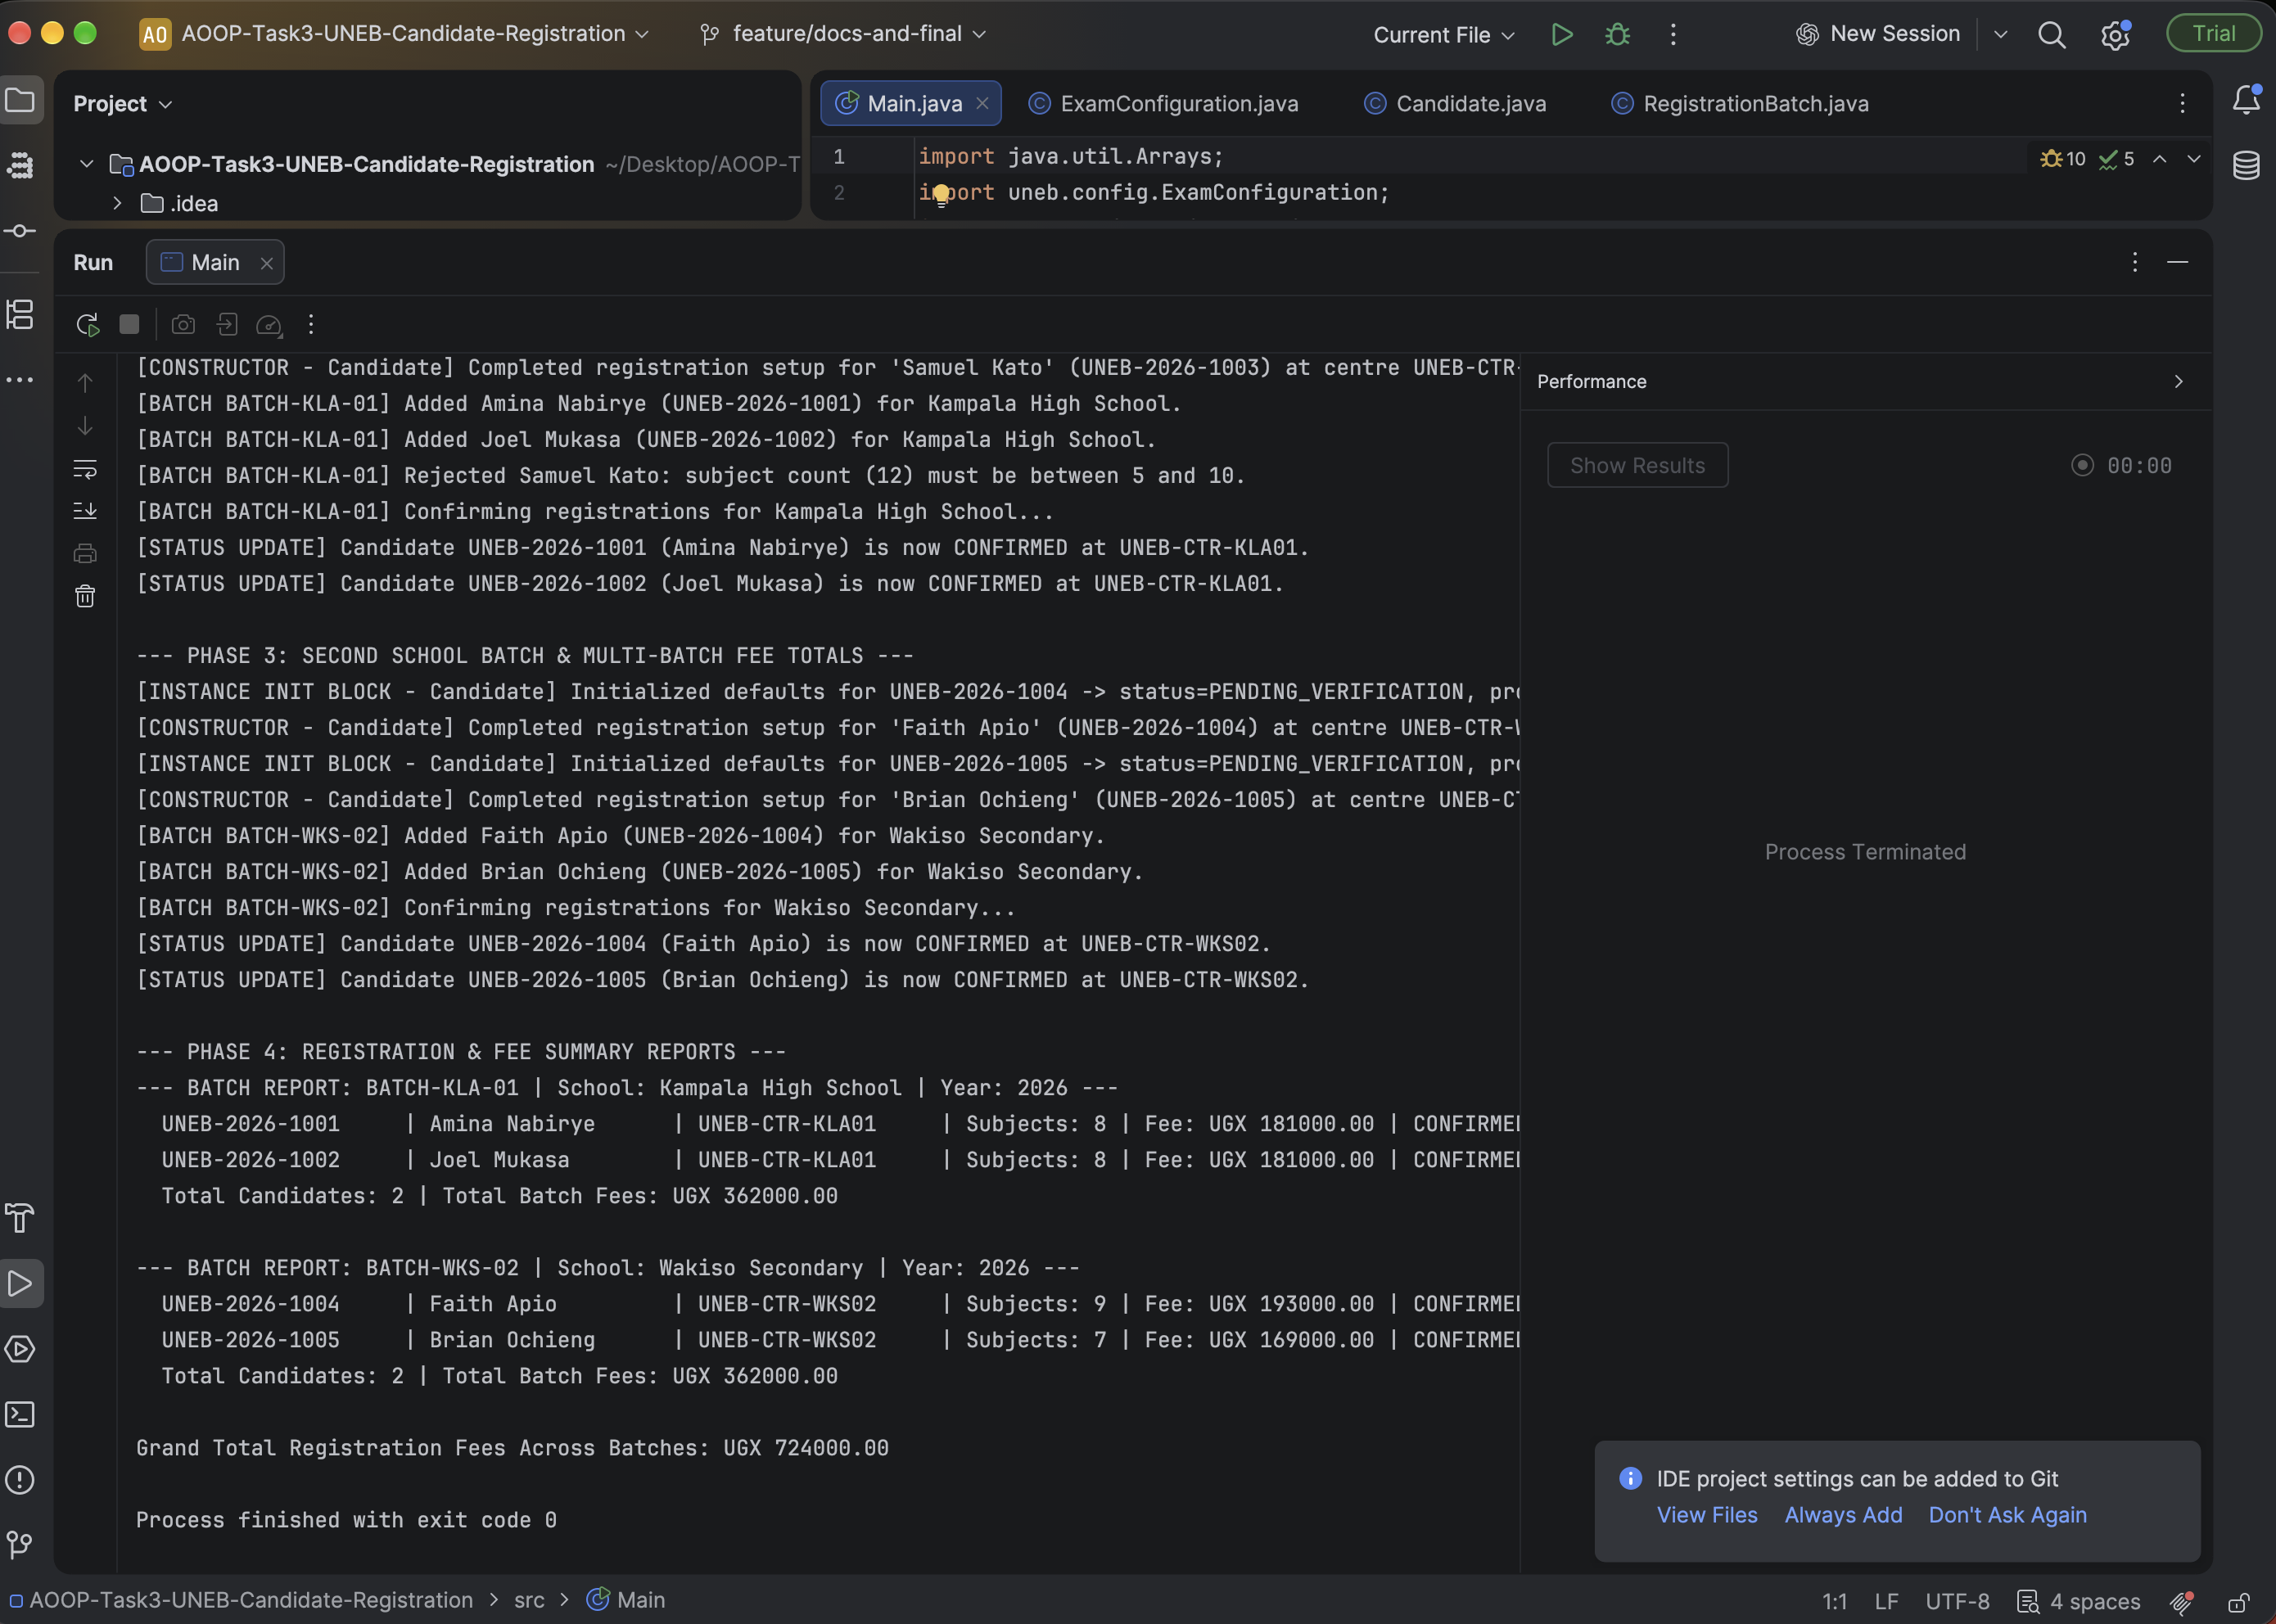 AO AOOP-Task3-UNEB-Candidate-Registration feature/docs-and-final Current File New Session Trial
Project
AOOP-Task3-UNEB-Candidate-Registration ~/Desktop/AOOP-T
.idea
Main.java ExamConfiguration.java Candidate.java RegistrationBatch.java
1 import java.util.Arrays;
2 import uneb.config.ExamConfiguration;
10 5
Run Main
[CONSTRUCTOR - Candidate] Completed registration setup for 'Samuel Kato' (UNEB-2026-1003) at centre UNEB-CTR-
[BATCH BATCH-KLA-01] Added Amina Nabirye (UNEB-2026-1001) for Kampala High School.
[BATCH BATCH-KLA-01] Added Joel Mukasa (UNEB-2026-1002) for Kampala High School.
[BATCH BATCH-KLA-01] Rejected Samuel Kato: subject count (12) must be between 5 and 10.
[BATCH BATCH-KLA-01] Confirming registrations for Kampala High School...
[STATUS UPDATE] Candidate UNEB-2026-1001 (Amina Nabirye) is now CONFIRMED at UNEB-CTR-KLA01.
[STATUS UPDATE] Candidate UNEB-2026-1002 (Joel Mukasa) is now CONFIRMED at UNEB-CTR-KLA01.
--- PHASE 3: SECOND SCHOOL BATCH & MULTI-BATCH FEE TOTALS ---
[INSTANCE INIT BLOCK - Candidate] Initialized defaults for UNEB-2026-1004 -> status=PENDING_VERIFICATION, pro
[CONSTRUCTOR - Candidate] Completed registration setup for 'Faith Apio' (UNEB-2026-1004) at centre UNEB-CTR-W
[INSTANCE INIT BLOCK - Candidate] Initialized defaults for UNEB-2026-1005 -> status=PENDING_VERIFICATION, pro
[CONSTRUCTOR - Candidate] Completed registration setup for 'Brian Ochieng' (UNEB-2026-1005) at centre UNEB-CT
[BATCH BATCH-WKS-02] Added Faith Apio (UNEB-2026-1004) for Wakiso Secondary.
[BATCH BATCH-WKS-02] Added Brian Ochieng (UNEB-2026-1005) for Wakiso Secondary.
[BATCH BATCH-WKS-02] Confirming registrations for Wakiso Secondary...
[STATUS UPDATE] Candidate UNEB-2026-1004 (Faith Apio) is now CONFIRMED at UNEB-CTR-WKS02.
[STATUS UPDATE] Candidate UNEB-2026-1005 (Brian Ochieng) is now CONFIRMED at UNEB-CTR-WKS02.
--- PHASE 4: REGISTRATION & FEE SUMMARY REPORTS ---
--- BATCH REPORT: BATCH-KLA-01 | School: Kampala High School | Year: 2026 ---
UNEB-2026-1001 | Amina Nabirye | UNEB-CTR-KLA01 | Subjects: 8 | Fee: UGX 181000.00 | CONFIRMED
UNEB-2026-1002 | Joel Mukasa | UNEB-CTR-KLA01 | Subjects: 8 | Fee: UGX 181000.00 | CONFIRMED
Total Candidates: 2 | Total Batch Fees: UGX 362000.00
--- BATCH REPORT: BATCH-WKS-02 | School: Wakiso Secondary | Year: 2026 ---
UNEB-2026-1004 | Faith Apio | UNEB-CTR-WKS02 | Subjects: 9 | Fee: UGX 193000.00 | CONFIRMED
UNEB-2026-1005 | Brian Ochieng | UNEB-CTR-WKS02 | Subjects: 7 | Fee: UGX 169000.00 | CONFIRMED
Total Candidates: 2 | Total Batch Fees: UGX 362000.00
Grand Total Registration Fees Across Batches: UGX 724000.00
Process finished with exit code 0
Performance
Show Results 00:00
Process Terminated
IDE project settings can be added to Git
View Files Always Add Don't Ask Again
AOOP-Task3-UNEB-Candidate-Registration > src > Main 1:1 LF UTF-8 4 spaces